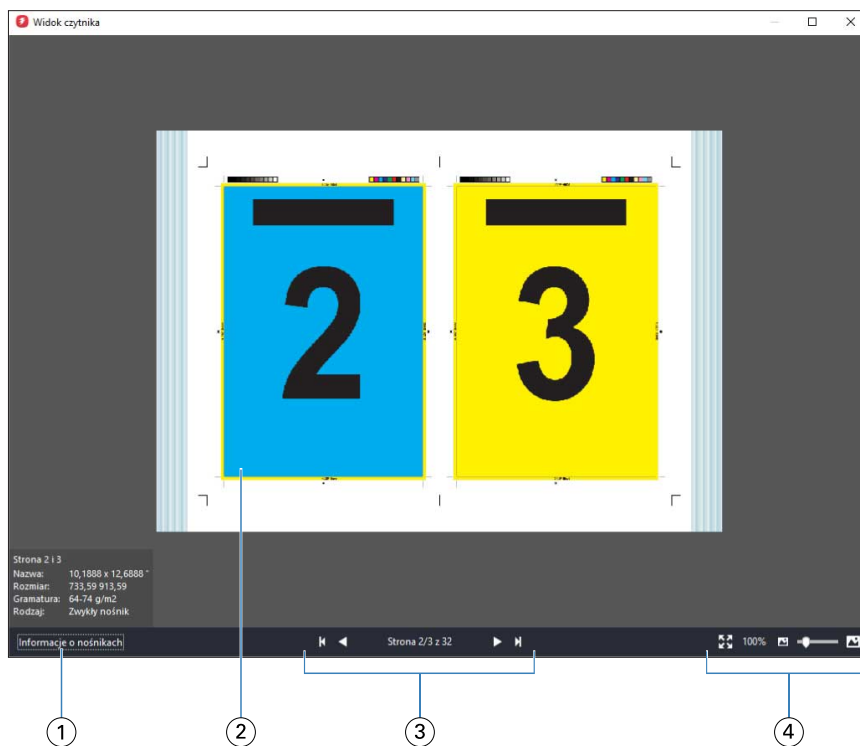 Widok czytnika
2
3
Strona 2 i 3
Nazwa: 10,1888 x 12,6888 "
Rozmiar: 733,59 913,59
Gramatura: 64-74 g/m2
Rodzaj: Zwykły nośnik
Informacje o nośnikach
Strona 2/3 z 32
100%
1
2
3
4